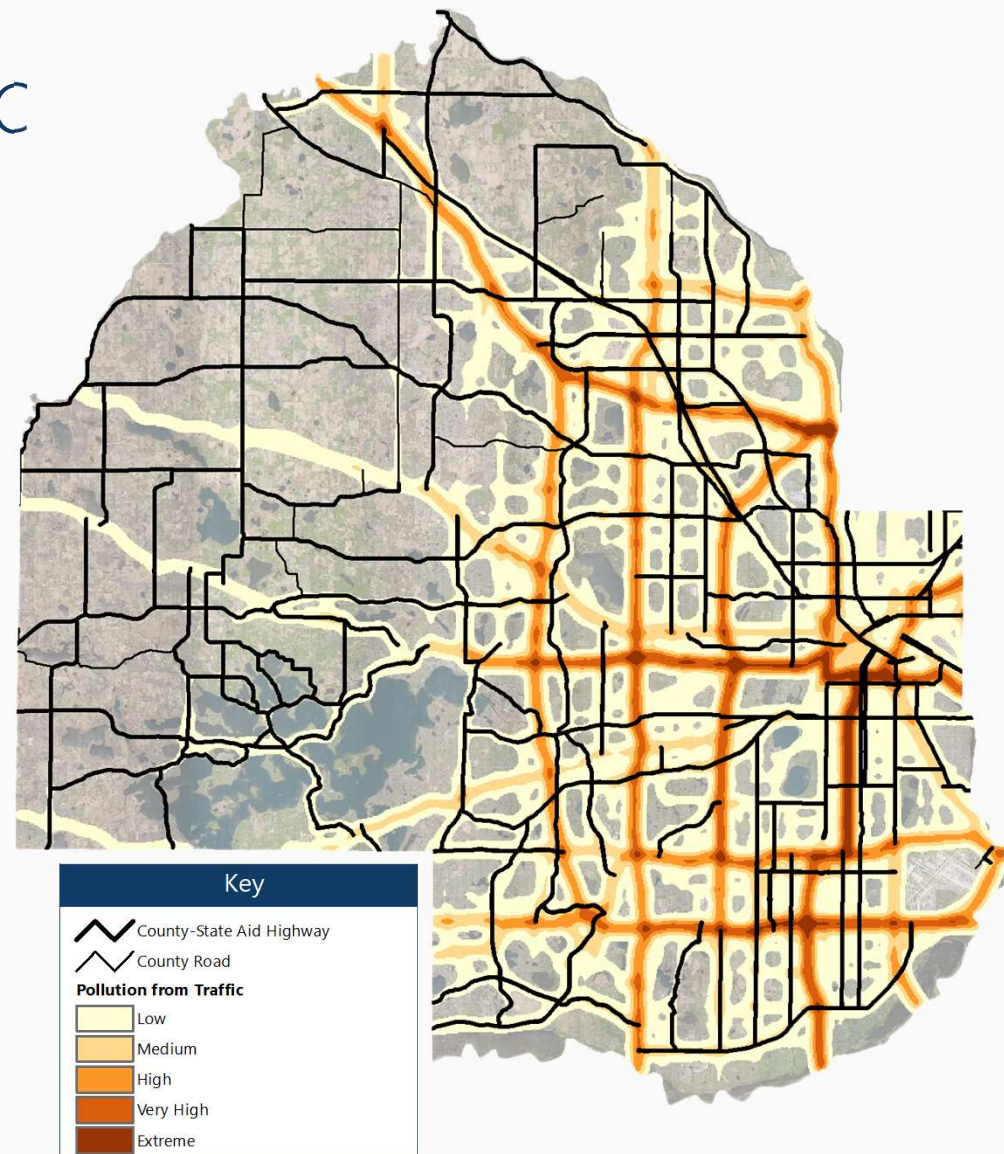 C
Key
County-State Aid Highway
County Road
Pollution from Traffic
Low
Medium
High
Very High
Extreme